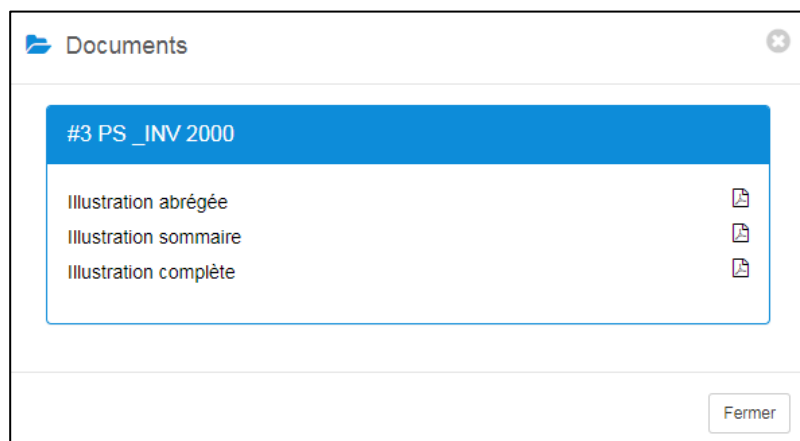 Documents
#3 PS _INV 2000
Illustration abrégée
Illustration sommaire
Illustration complète
Fermer